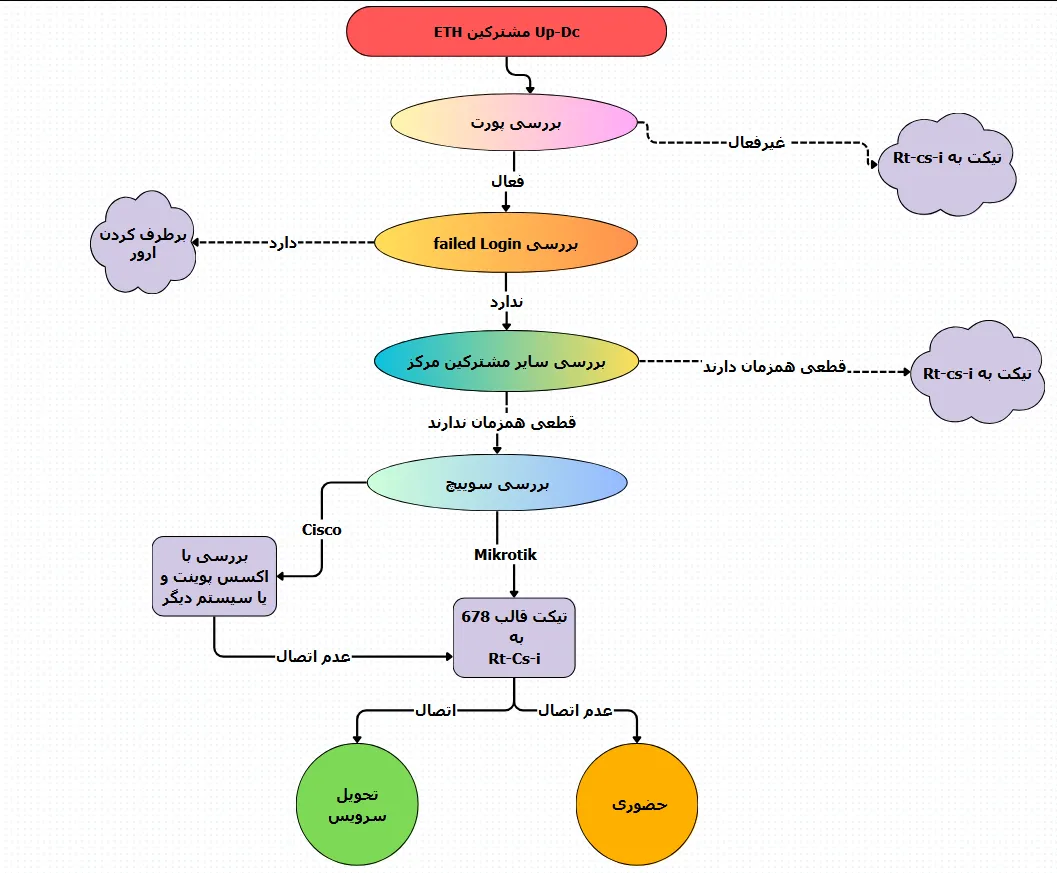 Up-Dc مشترکین ETH
بررسی پورت
غیرفعال
تیکت به Rt-cs-i
فعال
بررسی failed Login
دارد
برطرف کردن
ارور
ندارد
بررسی سایر مشترکین مرکز
قطعی همزمان دارند
تیکت به Rt-cs-i
قطعی همزمان ندارند
بررسی سوییچ
Cisco
Mikrotik
بررسی با
اکسس پوینت و
یا سیستم دیگر
عدم اتصال
تیکت قالب 678
به
Rt-Cs-i
اتصال
عدم اتصال
تحویل
سرویس
حضوری